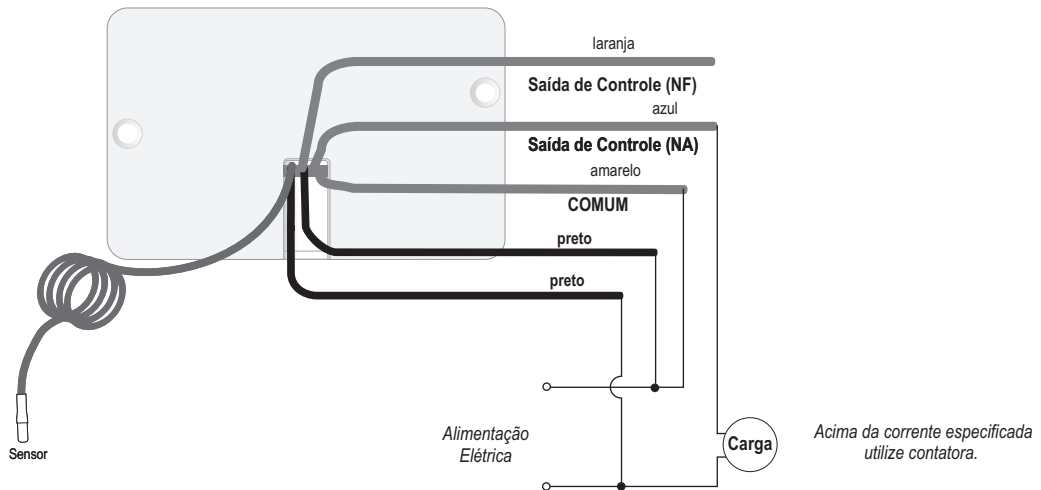 laranja
Saída de Controle (NF)
azul
Saída de Controle (NA)
amarelo
COMUM
preto
preto
Sensor
Alimentação
Elétrica
Carga
Acima da corrente especificada
utilize contatora.